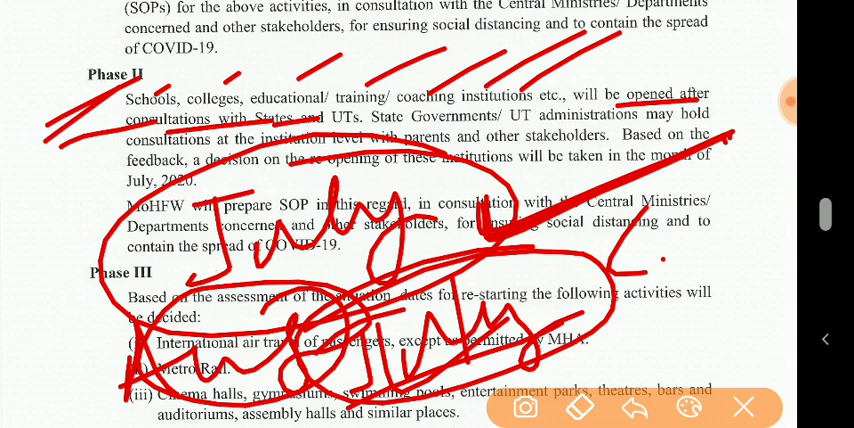 (SOPs) for the above activities, in consultation with the Central Ministries/ Departments
concerned and other stakeholders, for ensuring social distancing and to contain the spread
of COVID-19.
Phase II
Schools, colleges, educational/ training/ coaching institutions etc., will be opened after
consultations with States and UTs. State Governments/ UT administrations may hold
consultations at the institution level with parents and other stakeholders. Based on the
feedback, a decision on the re-opening of these institutions will be taken in the month of
July, 2020.
MoHFW will prepare SOP in this regard, in consultation with the Central Ministries/
Departments concerned and other stakeholders, for ensuring social distancing and to
contain the spread of COVID-19.
July
Phase III
Based on the assessment of the situation, dates for re-starting the following activities will
be decided:
(i) International air travel of passengers, except as permitted by MHA.
(ii) Metro Rail.
(iii) Cinema halls, gymnasiums, swimming pools, entertainment parks, theatres, bars and
auditoriums, assembly halls and similar places.